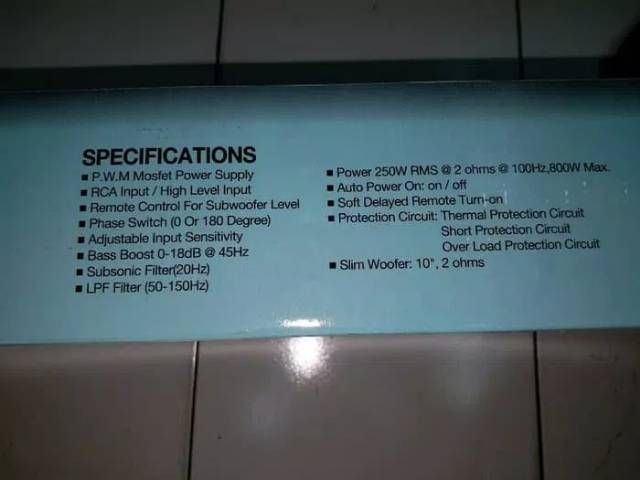 SPECIFICATIONS
■ P.W.M Mosfet Power Supply
■ RCA Input / High Level Input
■ Remote Control For Subwoofer Level
■ Phase Switch (0 Or 180 Degree)
■ Adjustable Input Sensitivity
■ Bass Boost 0-18dB @ 45Hz
■ Subsonic Filter(20Hz)
■ LPF Filter (50-150Hz)
■ Power 250W RMS @ 2 ohms @ 100Hz,800W Max.
■ Auto Power On: on / off
■ Soft Delayed Remote Turn-on
■ Protection Circuit: Thermal Protection Circuit
Short Protection Circuit
Over Load Protection Circuit
■ Slim Woofer: 10", 2 ohms